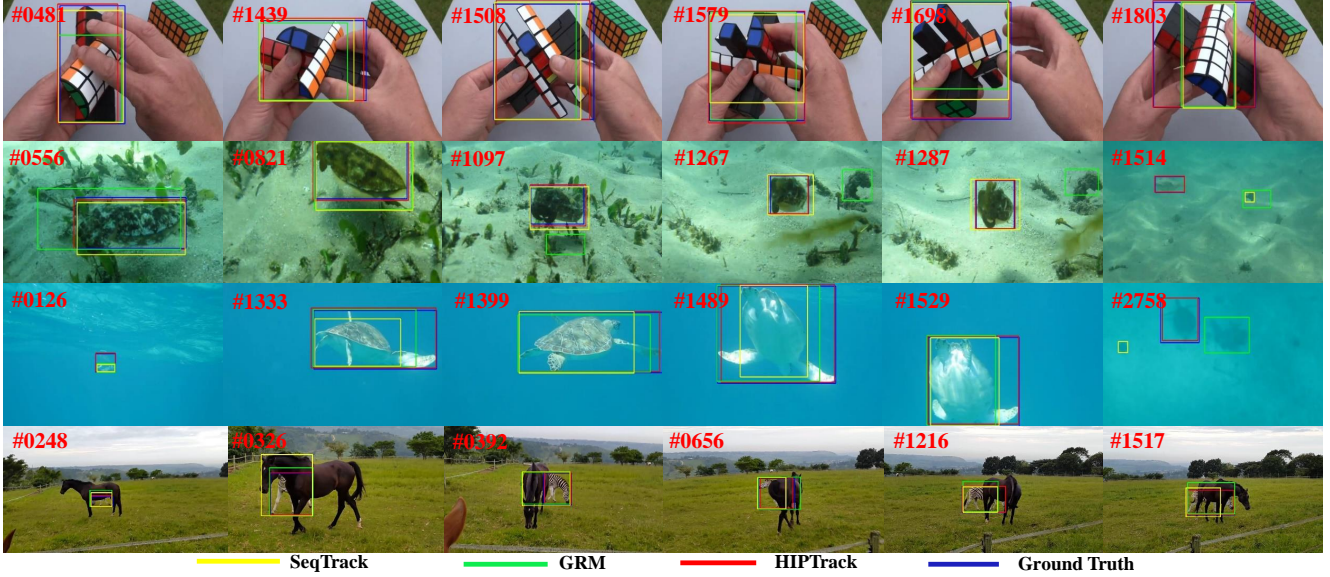 #0481 #1439 #1508 #1579 #1698 #1803
#0556 #0821 #1097 #1267 #1287 #1514
#0126 #1333 #1399 #1489 #1529 #2758
#0248 #0326 #0392 #0656 #1216 #1517
SeqTrack GRM HIPTrack Ground Truth